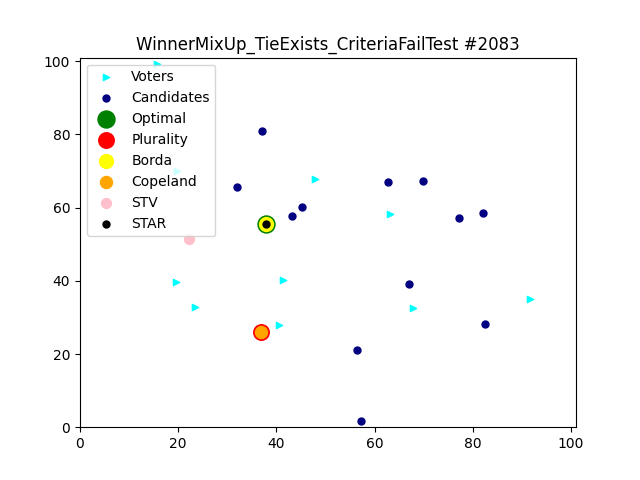 WinnerMixUp_TieExists_CriteriaFailTest #2083
Voters
Candidates
Optimal
Plurality
Borda
Copeland
STV
STAR
100
80
60
40
20
0
0 20 40 60 80 100